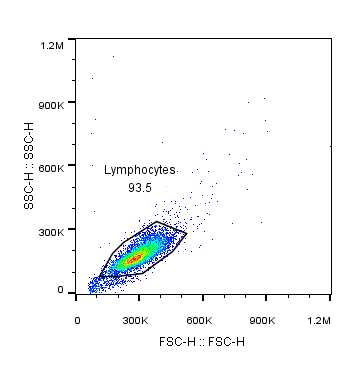 1.2M
900K
600K
300K
0
SSC-H :: SSC-H
Lymphocytes
93.5
0 300K 600K 900K 1.2M
FSC-H :: FSC-H